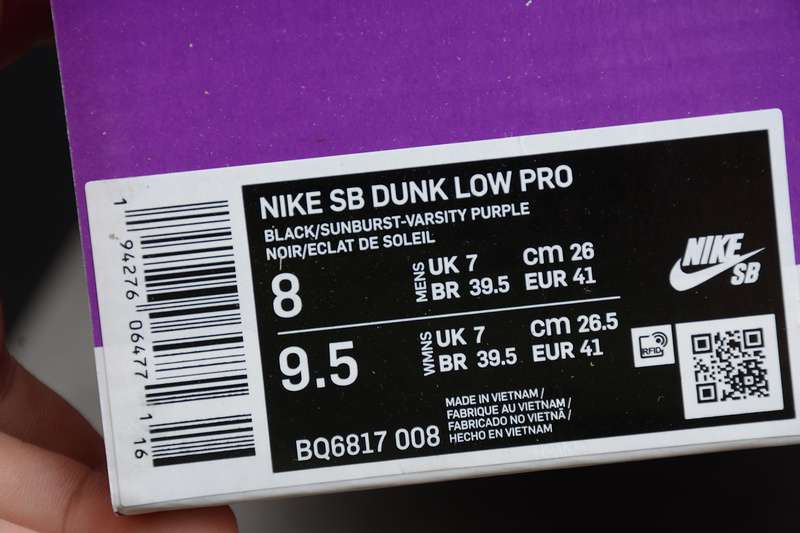 NIKE SB DUNK LOW PRO
BLACK/SUNBURST-VARSITY PURPLE
NOIR/ECLAT DE SOLEIL
8 MENS UK 7 cm 26
BR 39.5 EUR 41
9.5 WMNS UK 7 cm 26.5
BR 39.5 EUR 41
NIKE
SB
RFID
MADE IN VIETNAM /
FABRIQUE AU VIETNAM /
FABRICADO NO VIETNÃ /
HECHO EN VIETNAM
BQ6817 008
1 94276 06477 1 16